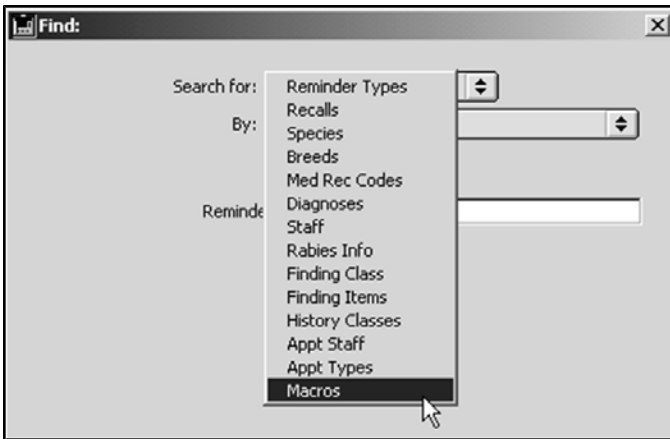 Find:
Search for:
Reminder Types
Recalls
By:
Species
Breeds
Med Rec Codes
Diagnoses
Reminde
Staff
Rabies Info
Finding Class
Finding Items
History Classes
Appt Staff
Appt Types
Macros